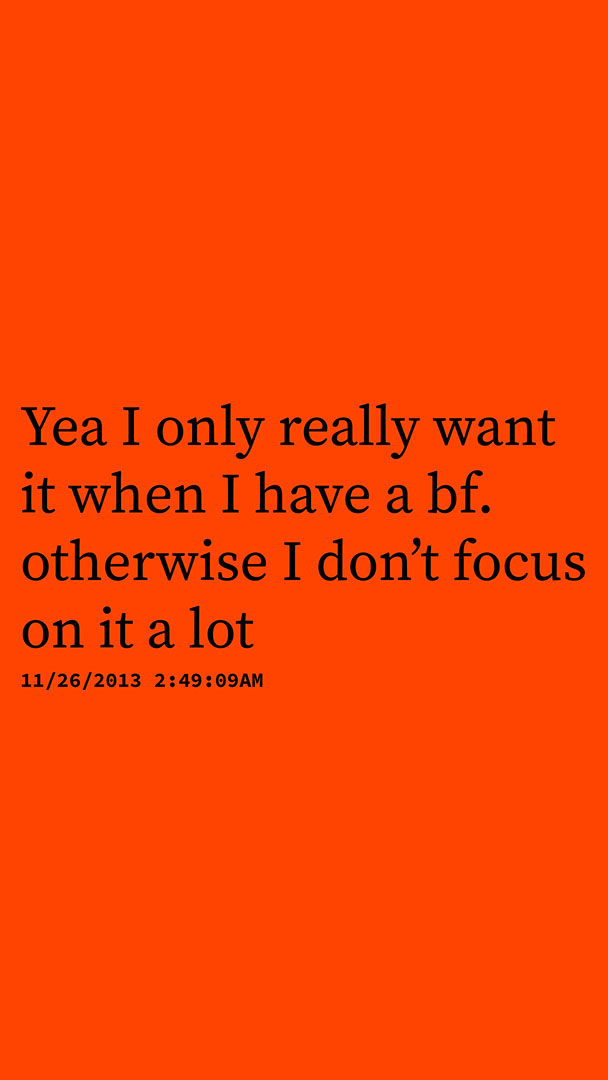 Yea I only really want
it when I have a bf.
otherwise I don’t focus
on it a lot
11/26/2013 2:49:09AM